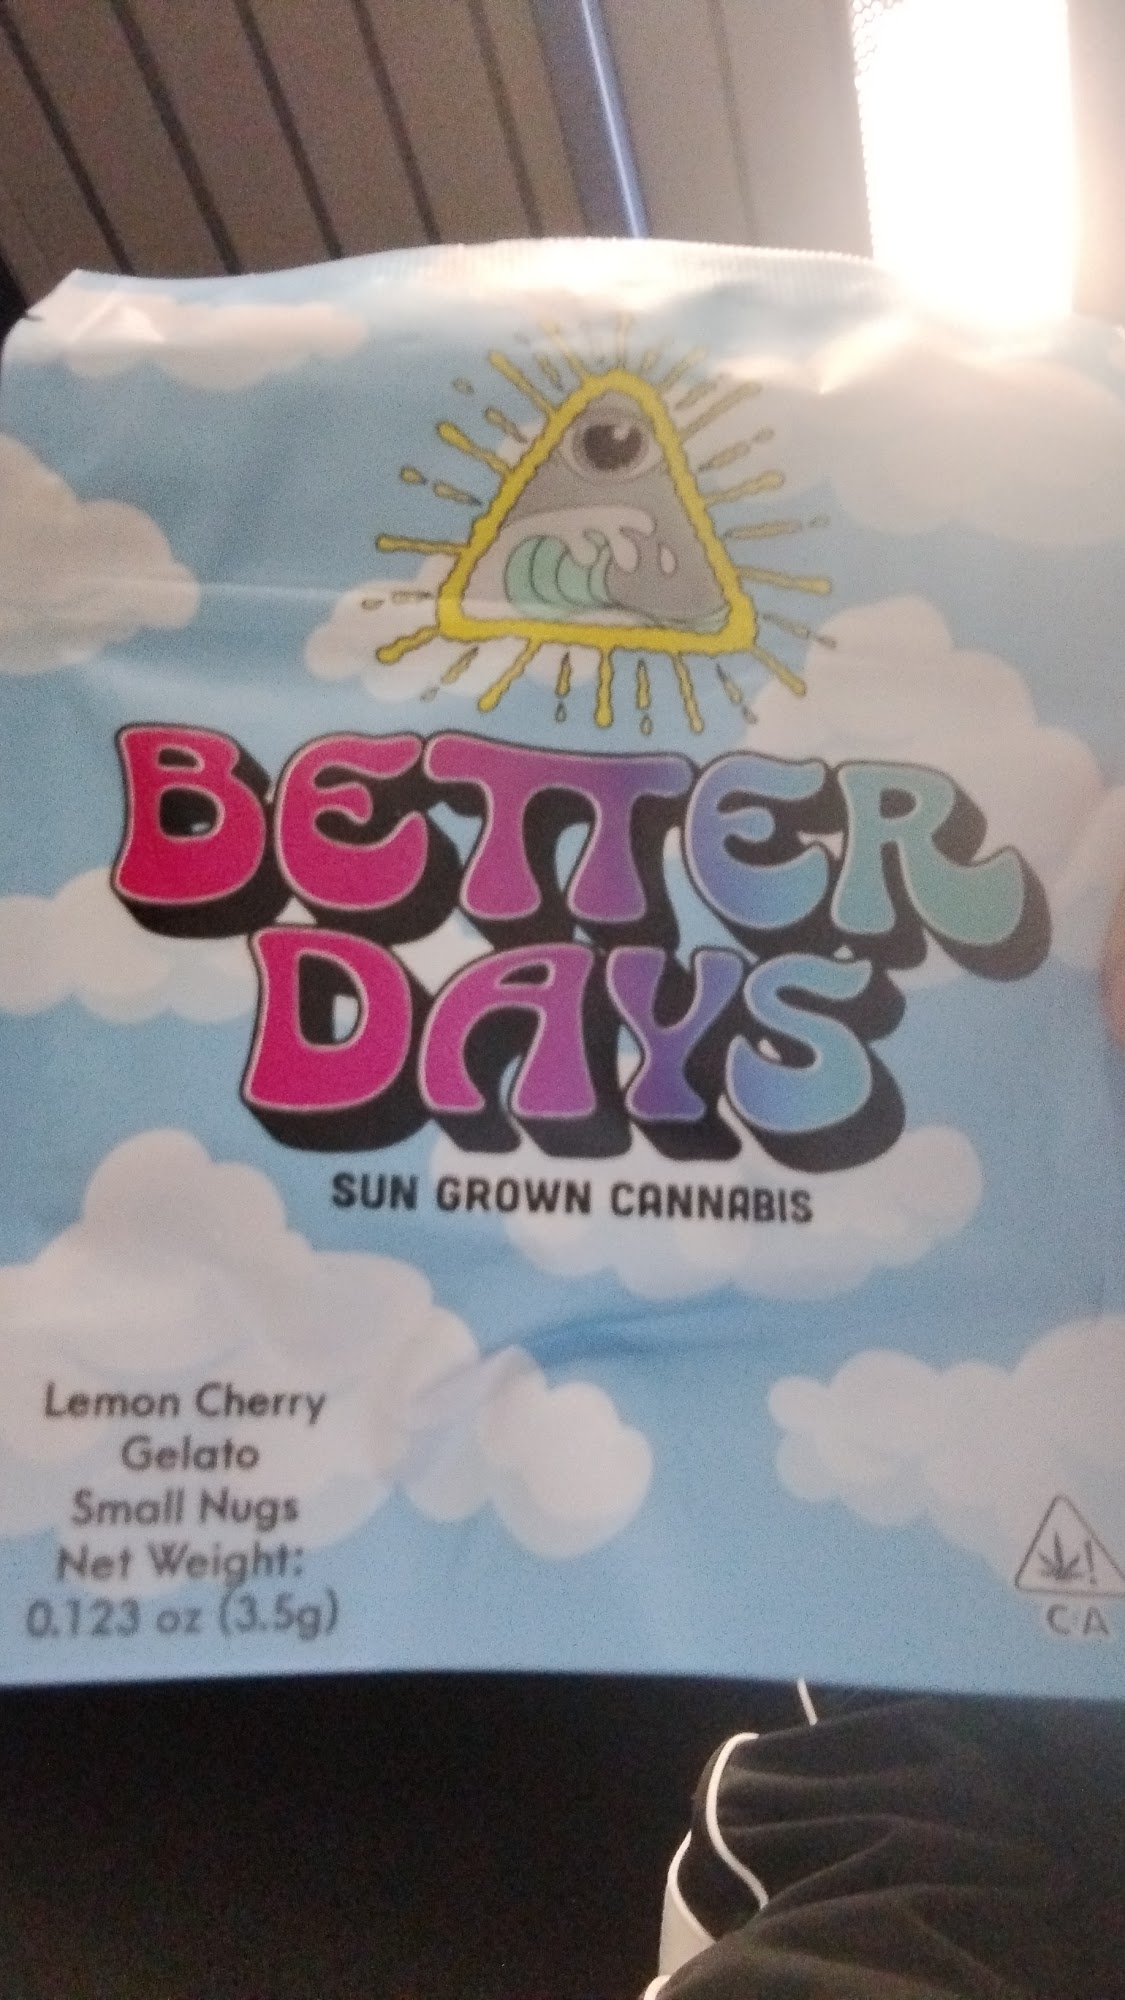 BETTER
DAYS
SUN GROWN CANNABIS
Lemon Cherry
Gelato
Small Nugs
Net Weight:
0.123 oz (3.5g)
!
CA